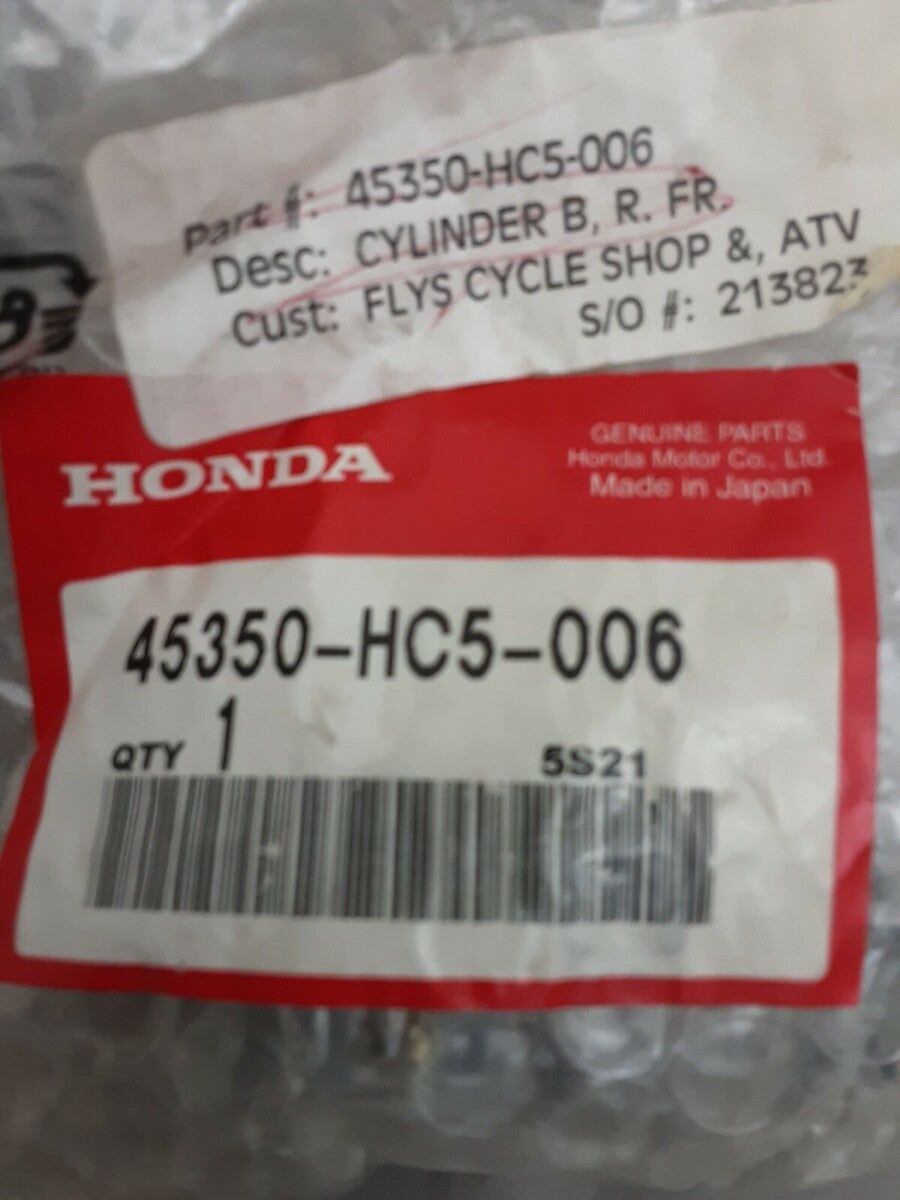 Part #: 45350-HC5-006
Desc: CYLINDER B, R. FR.
Cust: FLYS CYCLE SHOP &, ATV
S/O #: 213823
HONDA
GENUINE PARTS
Honda Motor Co., Ltd.
Made in Japan
45350-HC5-006
QTY 1
5S21